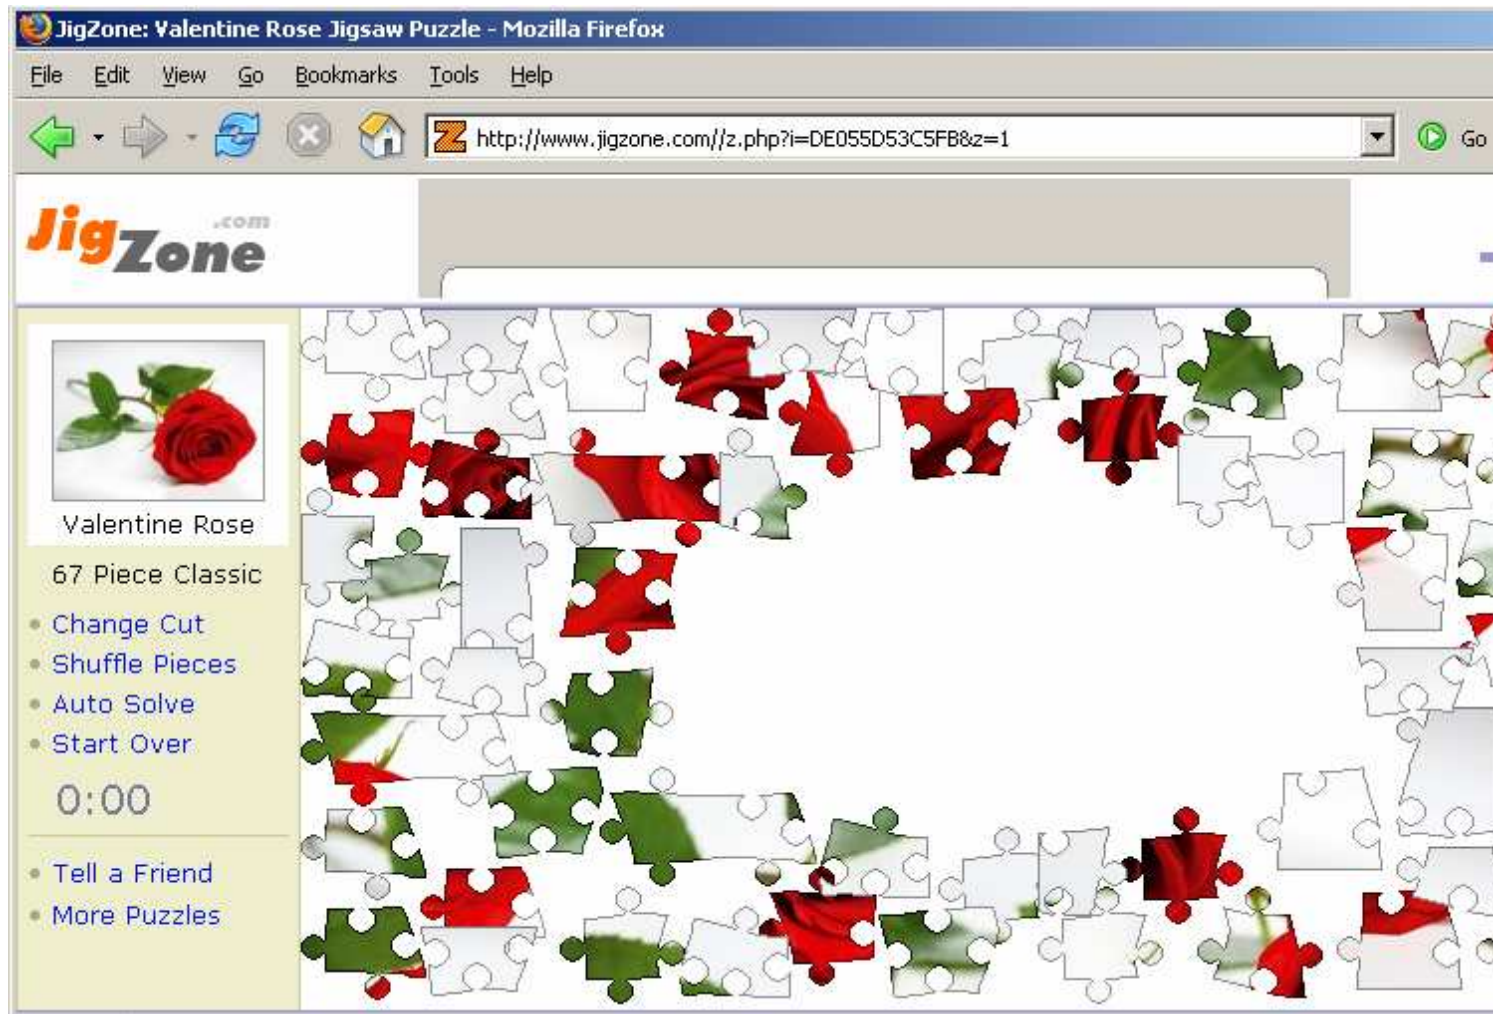 JigZone: Valentine Rose Jigsaw Puzzle - Mozilla Firefox
File Edit View Go Bookmarks Tools Help
http://www.jigzone.com//z.php?i=DE055D53C5FB&z=1 Go
JigZone .com
Valentine Rose
67 Piece Classic
Change Cut
Shuffle Pieces
Auto Solve
Start Over
0:00
Tell a Friend
More Puzzles